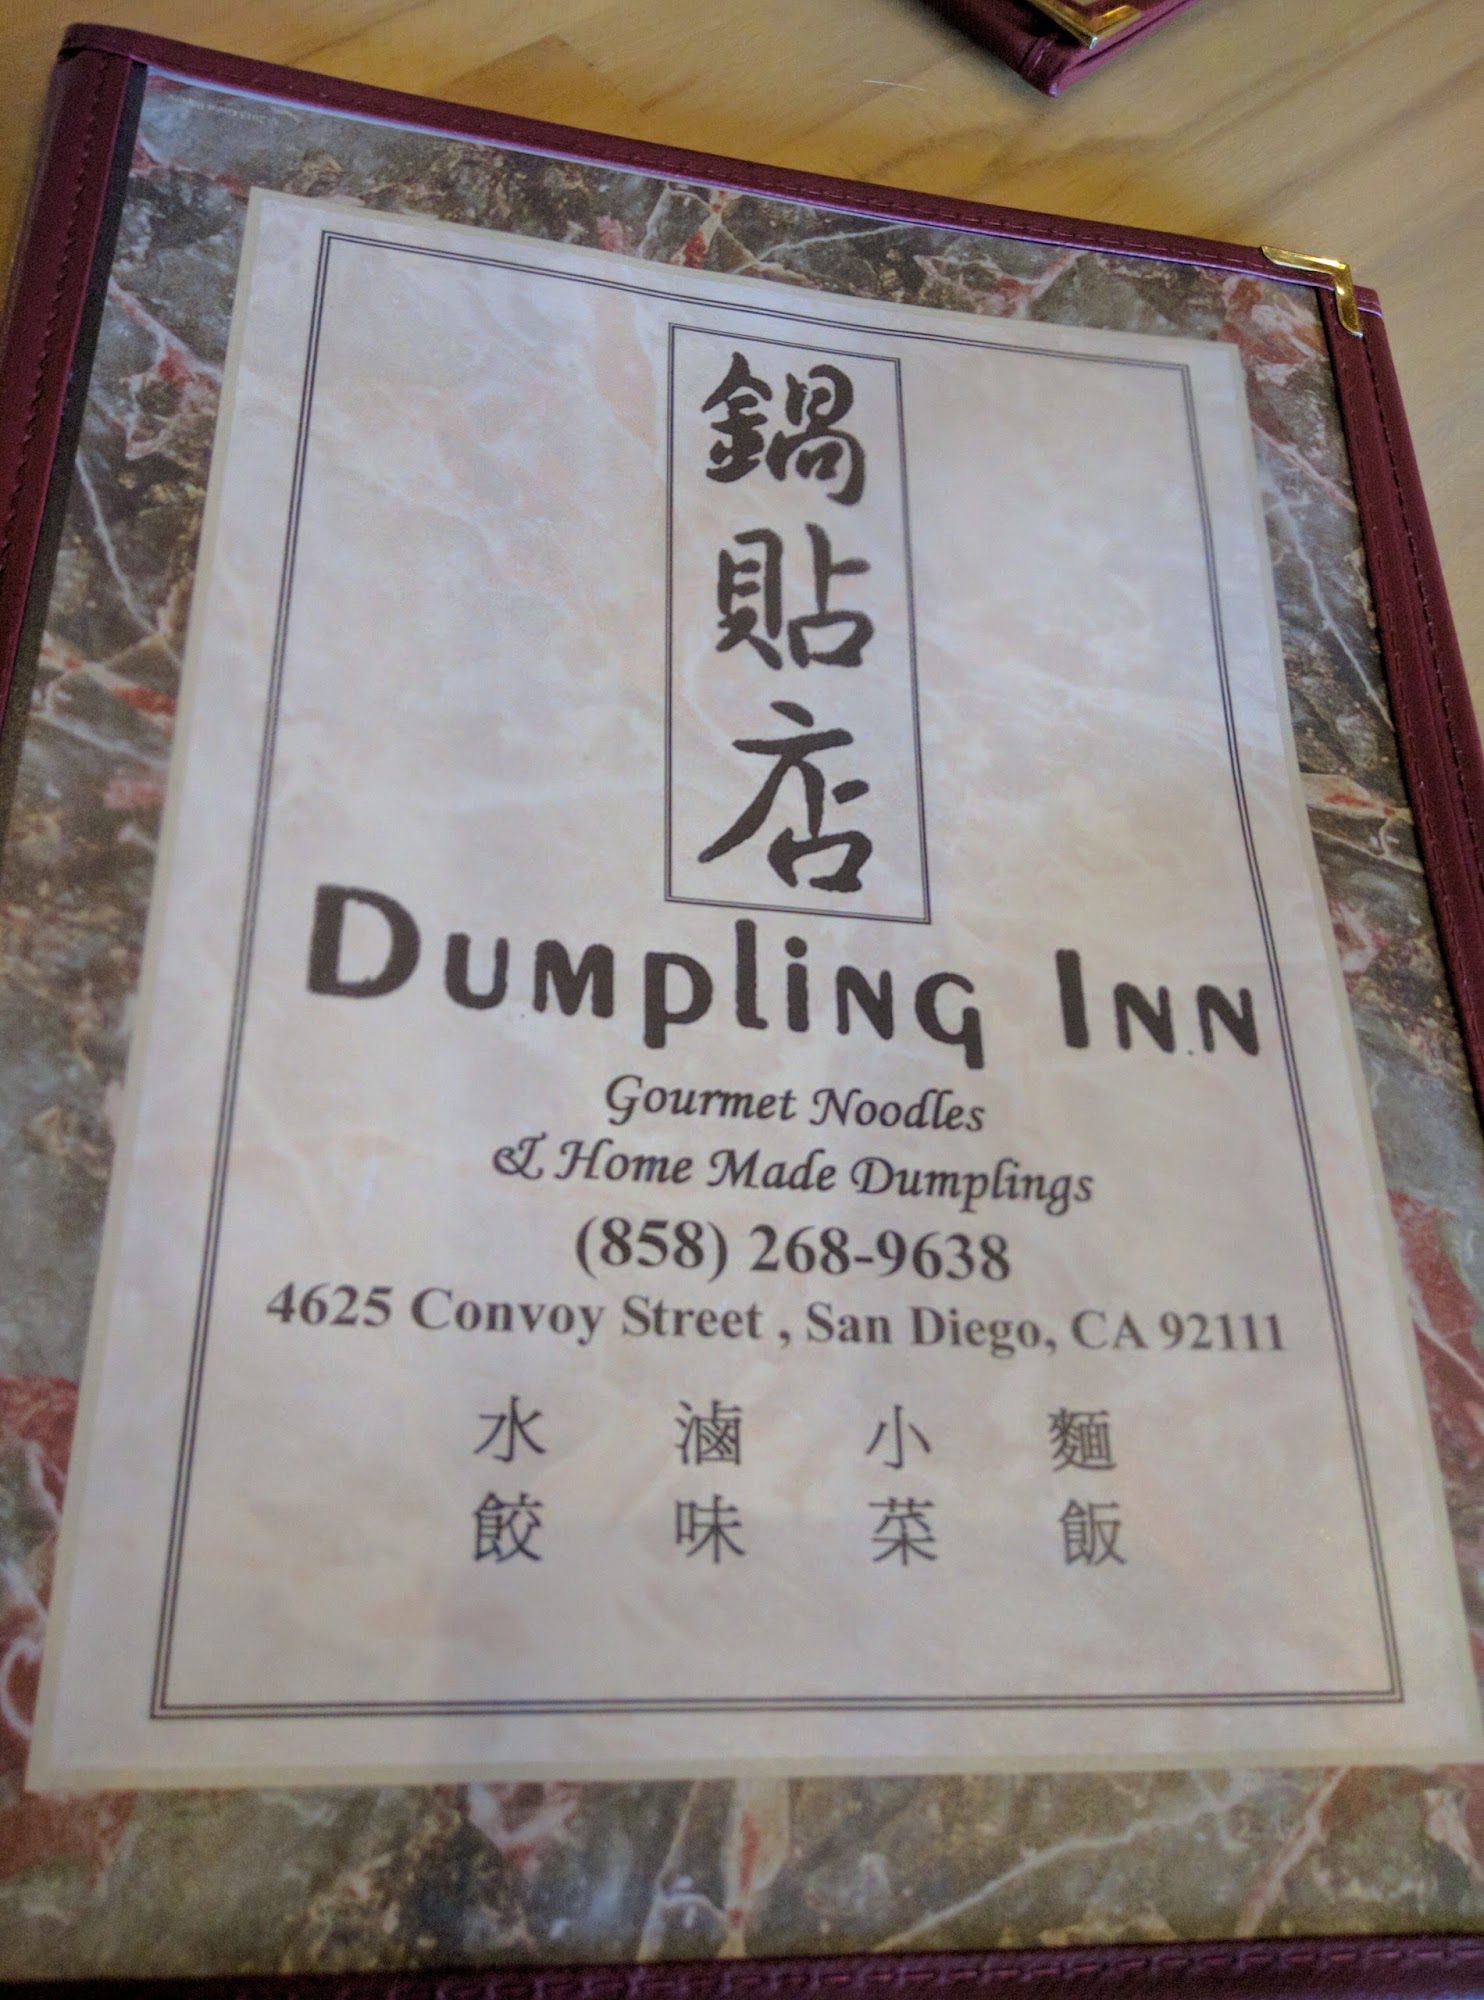 鍋貼店
Dumpling Inn
Gourmet Noodles
& Home Made Dumplings
(858) 268-9638
4625 Convoy Street , San Diego, CA 92111
水 滷 小 麵
餃 味 菜 飯